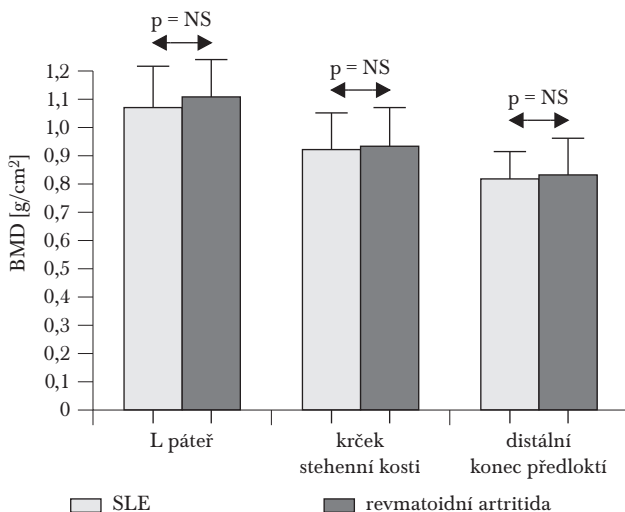 p = NS
p = NS
p = NS
1,2
1,1
1,0
0,9
0,8
0,7
0,6
0,5
0,4
0,3
0,2
0,1
0
BMD [g/cm²]
L páteř
krček
stehenní kosti
distální
konec předloktí
SLE
revmatoidní artritida